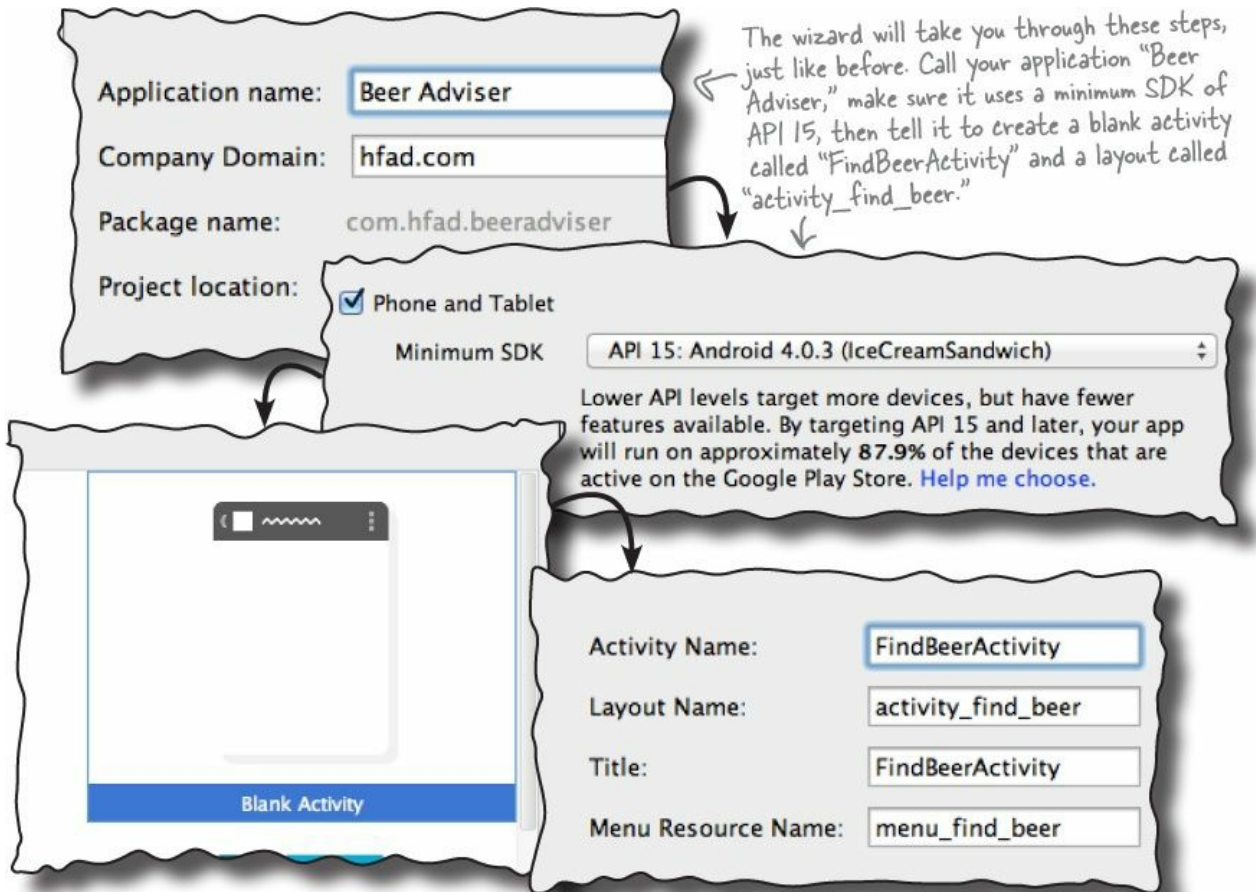 Application name: Beer Adviser
Company Domain: hfad.com
Package name: com.hfad.beeradviser
Project location:
The wizard will take you through these steps,
just like before. Call your application “Beer
Adviser,” make sure it uses a minimum SDK of
API 15, then tell it to create a blank activity
called “FindBeerActivity” and a layout called
“activity_find_beer.”
Phone and Tablet
Minimum SDK API 15: Android 4.0.3 (IceCreamSandwich)
Lower API levels target more devices, but have fewer
features available. By targeting API 15 and later, your app
will run on approximately 87.9% of the devices that are
active on the Google Play Store. Help me choose.
Blank Activity
Activity Name: FindBeerActivity
Layout Name: activity_find_beer
Title: FindBeerActivity
Menu Resource Name: menu_find_beer